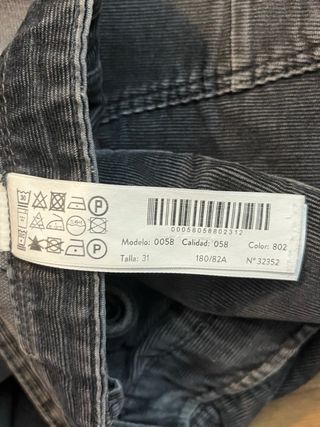 00058058802312
Modelo: 0058 Calidad: 058 Color: 802
Talla: 31 180/82A Nº 32352
P
P